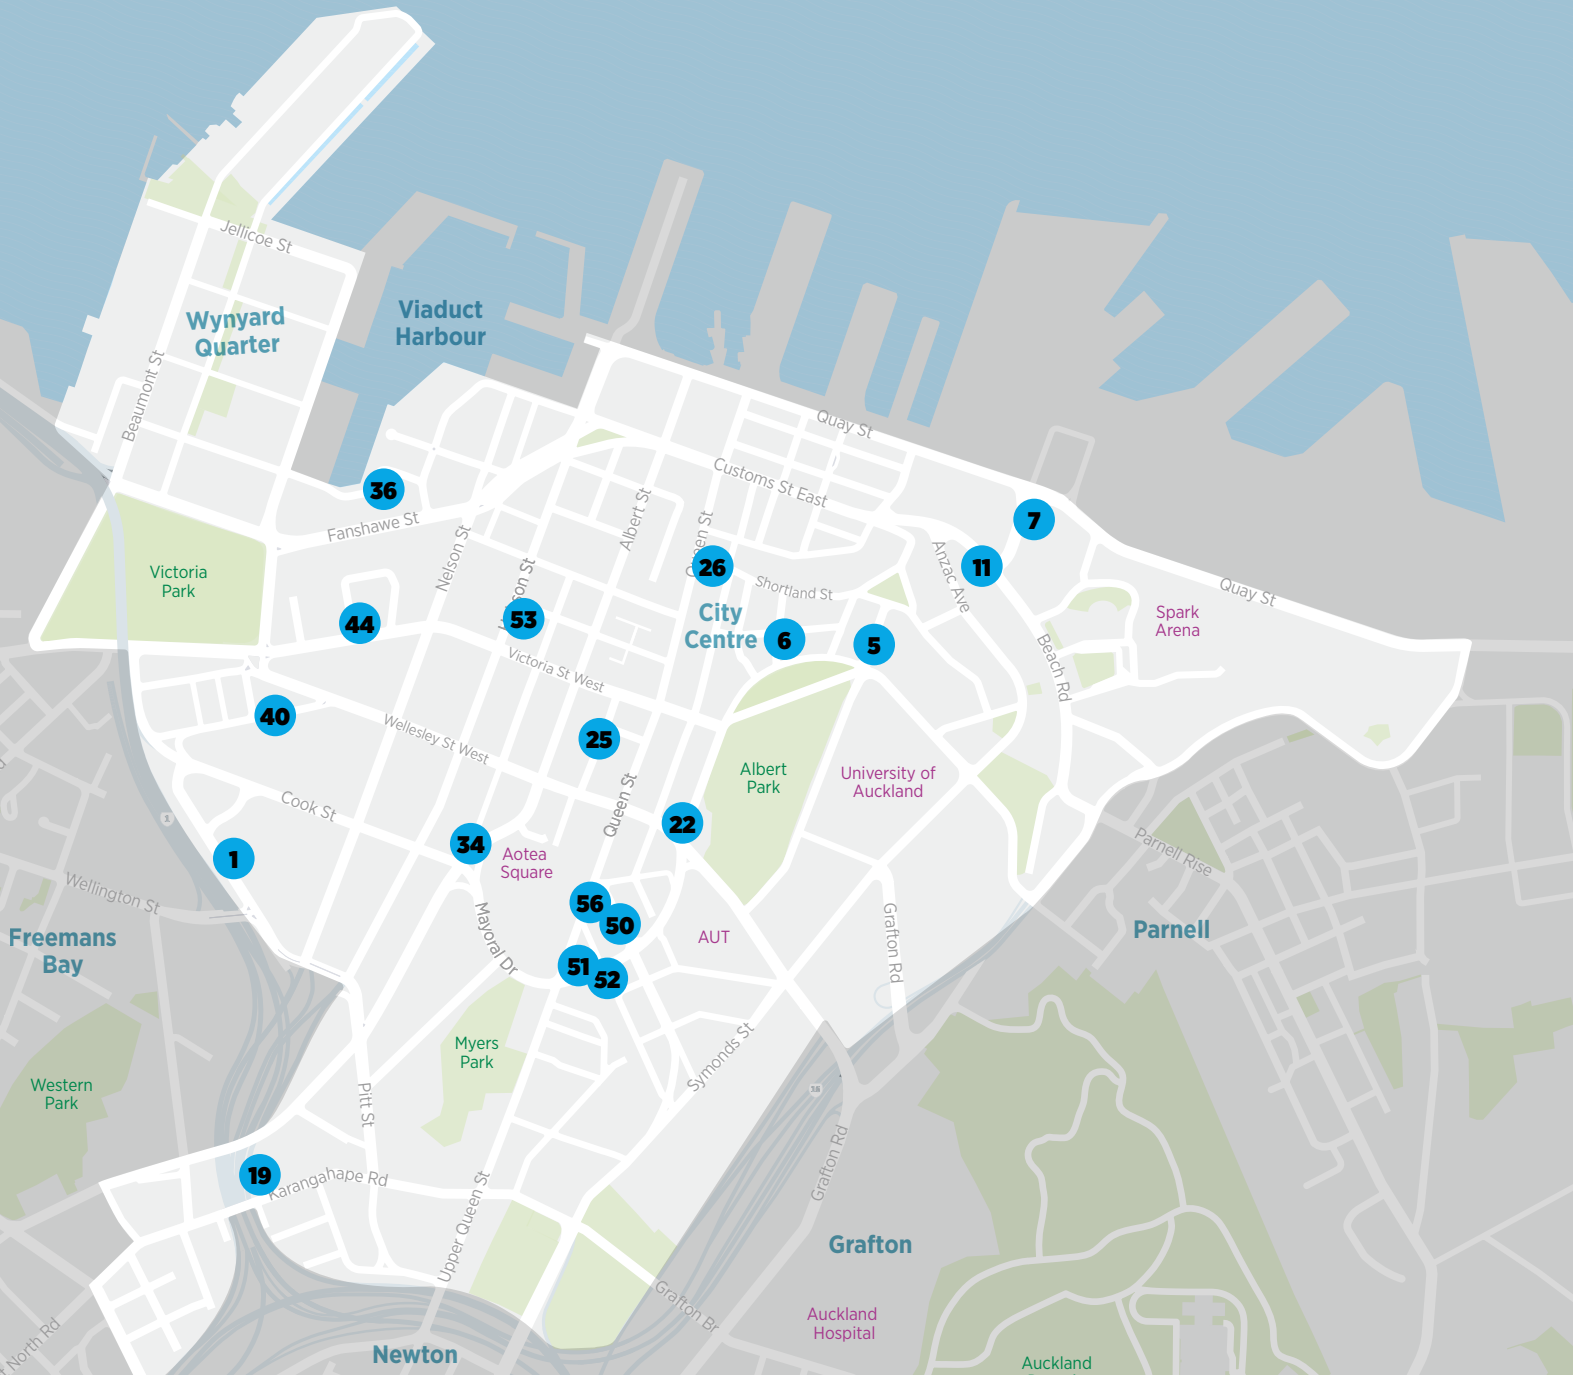 Jellicoe St
Wynyard
Quarter
Viaduct
Harbour
Beaumont St
Quay St
Customs St East
36
Fanshawe St
Nelson St
Albert St
Queen St
7
11
Anzac Ave
26
Shortland St
Quay St
Victoria
Park
44
53
City
Centre
6
5
Spark
Arena
Beach Rd
Victoria St West
40
Wellesley St West
25
Albert
Park
University of
Auckland
Queen St
Cook St
22
34
Aotea
Square
1
1
Parnell Rise
Wellington St
56
50
Mayoral Dr
AUT
Grafton Rd
Parnell
Freemans
Bay
51
52
Myers
Park
Symonds St
Western
Park
Pitt St
16
19
Karangahape Rd
Upper Queen St
Grafton Rd
Grafton
Grafton Br
Auckland
Hospital
North Rd
Newton
Auckland